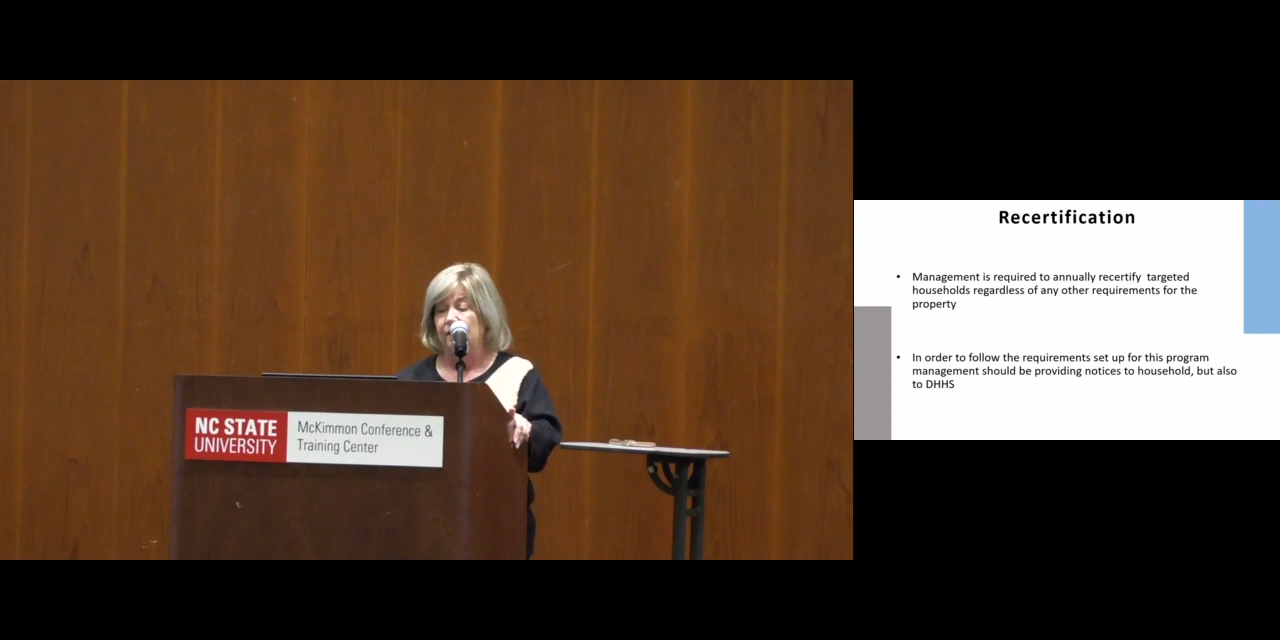 NC STATE
UNIVERSITY
McKimmon Conference &
Training Center
Recertification
• Management is required to annually recertify  targeted
households regardless of any other requirements for the
property
• In order to follow the requirements set up for this program
management should be providing notices to household, but also
to DHHS